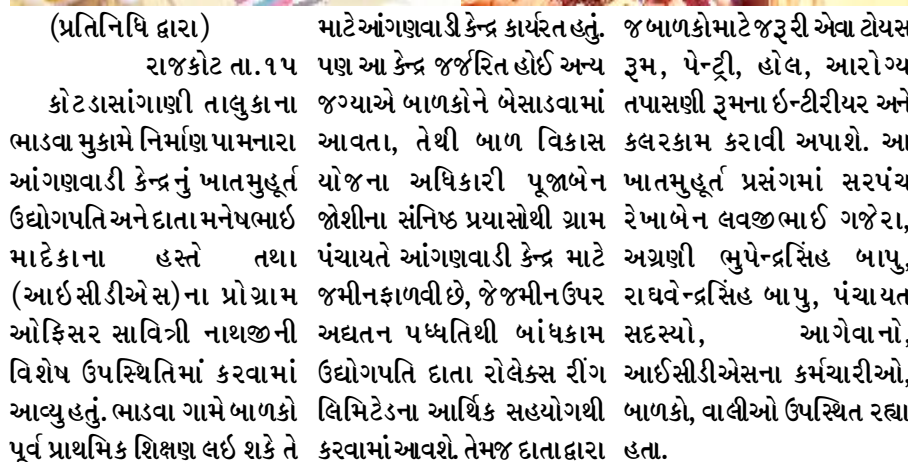 (પ્રતિનિધિ દ્વારા)
રાજકોટ તા.૧૫
કોટડાસાંગાણી તાલુકાના
ભાડવા મુકામે નિર્માણ પામનારા
આંગણવાડી કેન્દ્રનું ખાતમુહૂર્ત
ઉદ્યોગપતિ અને દાતા મનેષભાઇ
માદેકાના હસ્તે તથા
(આઇસીડીએસ)ના પ્રોગ્રામ
ઓફિસર સાવિત્રી નાથજીની
વિશેષ ઉપસ્થિતિમાં કરવામાં
આવ્યુ હતું. ભાડવા ગામે બાળકો
પૂર્વ પ્રાથમિક શિક્ષણ લઇ શકે તે
માટે આંગણવાડી કેન્દ્ર કાર્યરત હતું.
પણ આ કેન્દ્ર જર્જરિત હોઈ અન્ય
જગ્યાએ બાળકોને બેસાડવામાં
આવતા, તેથી બાળ વિકાસ
યોજના અધિકારી પૂજાબેન
જોશીના સંનિષ્ઠ પ્રયાસોથી ગ્રામ
પંચાયતે આંગણવાડી કેન્દ્ર માટે
જમીન ફાળવી છે, જે જમીન ઉપર
અદ્યતન પધ્ધતિથી બાંધકામ
ઉદ્યોગપતિ દાતા રોલેક્સ રીંગ
લિમિટેડના આર્થિક સહયોગથી
કરવામાં આવશે. તેમજ દાતા દ્વારા
જ બાળકો માટે જરૂરી એવા ટોયસ
રૂમ, પેન્ટ્રી, હોલ, આરોગ્ય
તપાસણી રૂમના ઇન્ટીરીયર અને
કલરકામ કરાવી અપાશે. આ
ખાતમુહૂર્ત પ્રસંગમાં સરપંચ
રેખાબેન લવજીભાઈ ગજેરા,
અગ્રણી ભુપેન્દ્રસિંહ બાપુ,
રાઘવેન્દ્રસિંહ બાપુ, પંચાયત
સદસ્યો, આગેવાનો,
આઈસીડીએસના કર્મચારીઓ,
બાળકો, વાલીઓ ઉપસ્થિત રહ્યા
હતા.